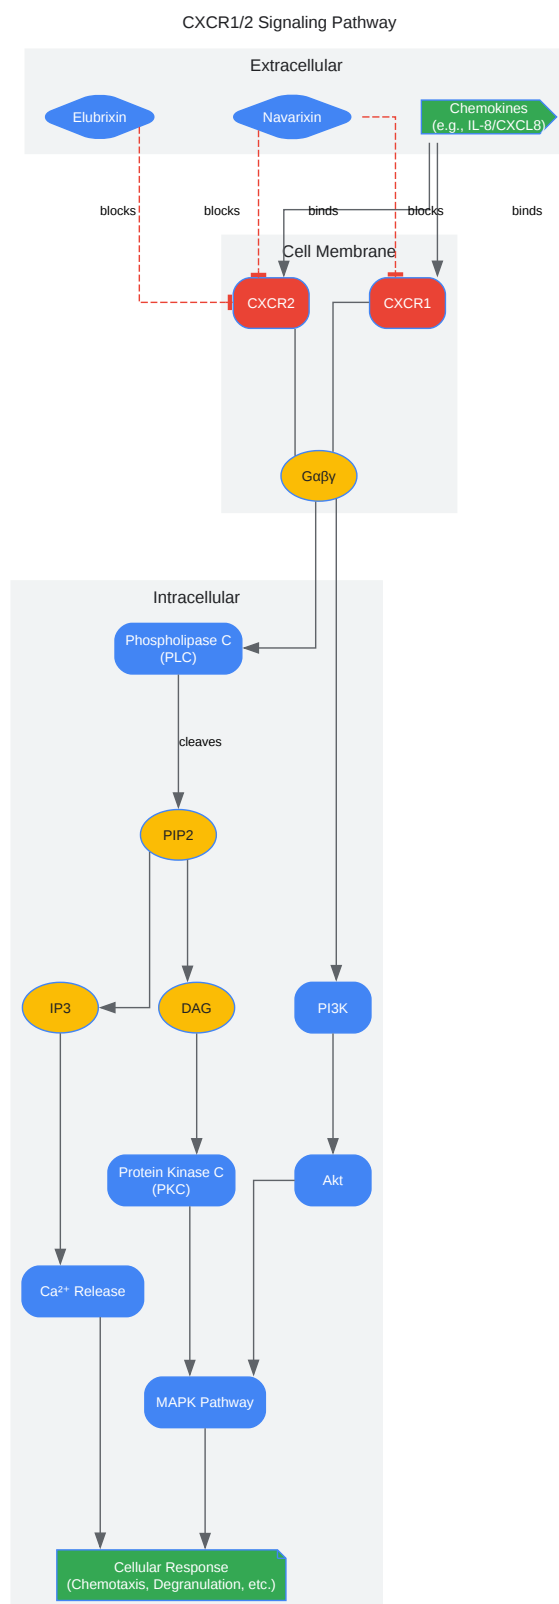 CXCR1/2 Signaling Pathway
Extracellular
Elubrixin
Navarixin
Chemokines
(e.g., IL-8/CXCL8)
blocks
blocks
binds
blocks
binds
Cell Membrane
CXCR2
CXCR1
Gαβγ
Intracellular
Phospholipase C
(PLC)
cleaves
PIP2
IP3
DAG
PI3K
Protein Kinase C
(PKC)
Akt
Ca²⁺ Release
MAPK Pathway
Cellular Response
(Chemotaxis, Degranulation, etc.)